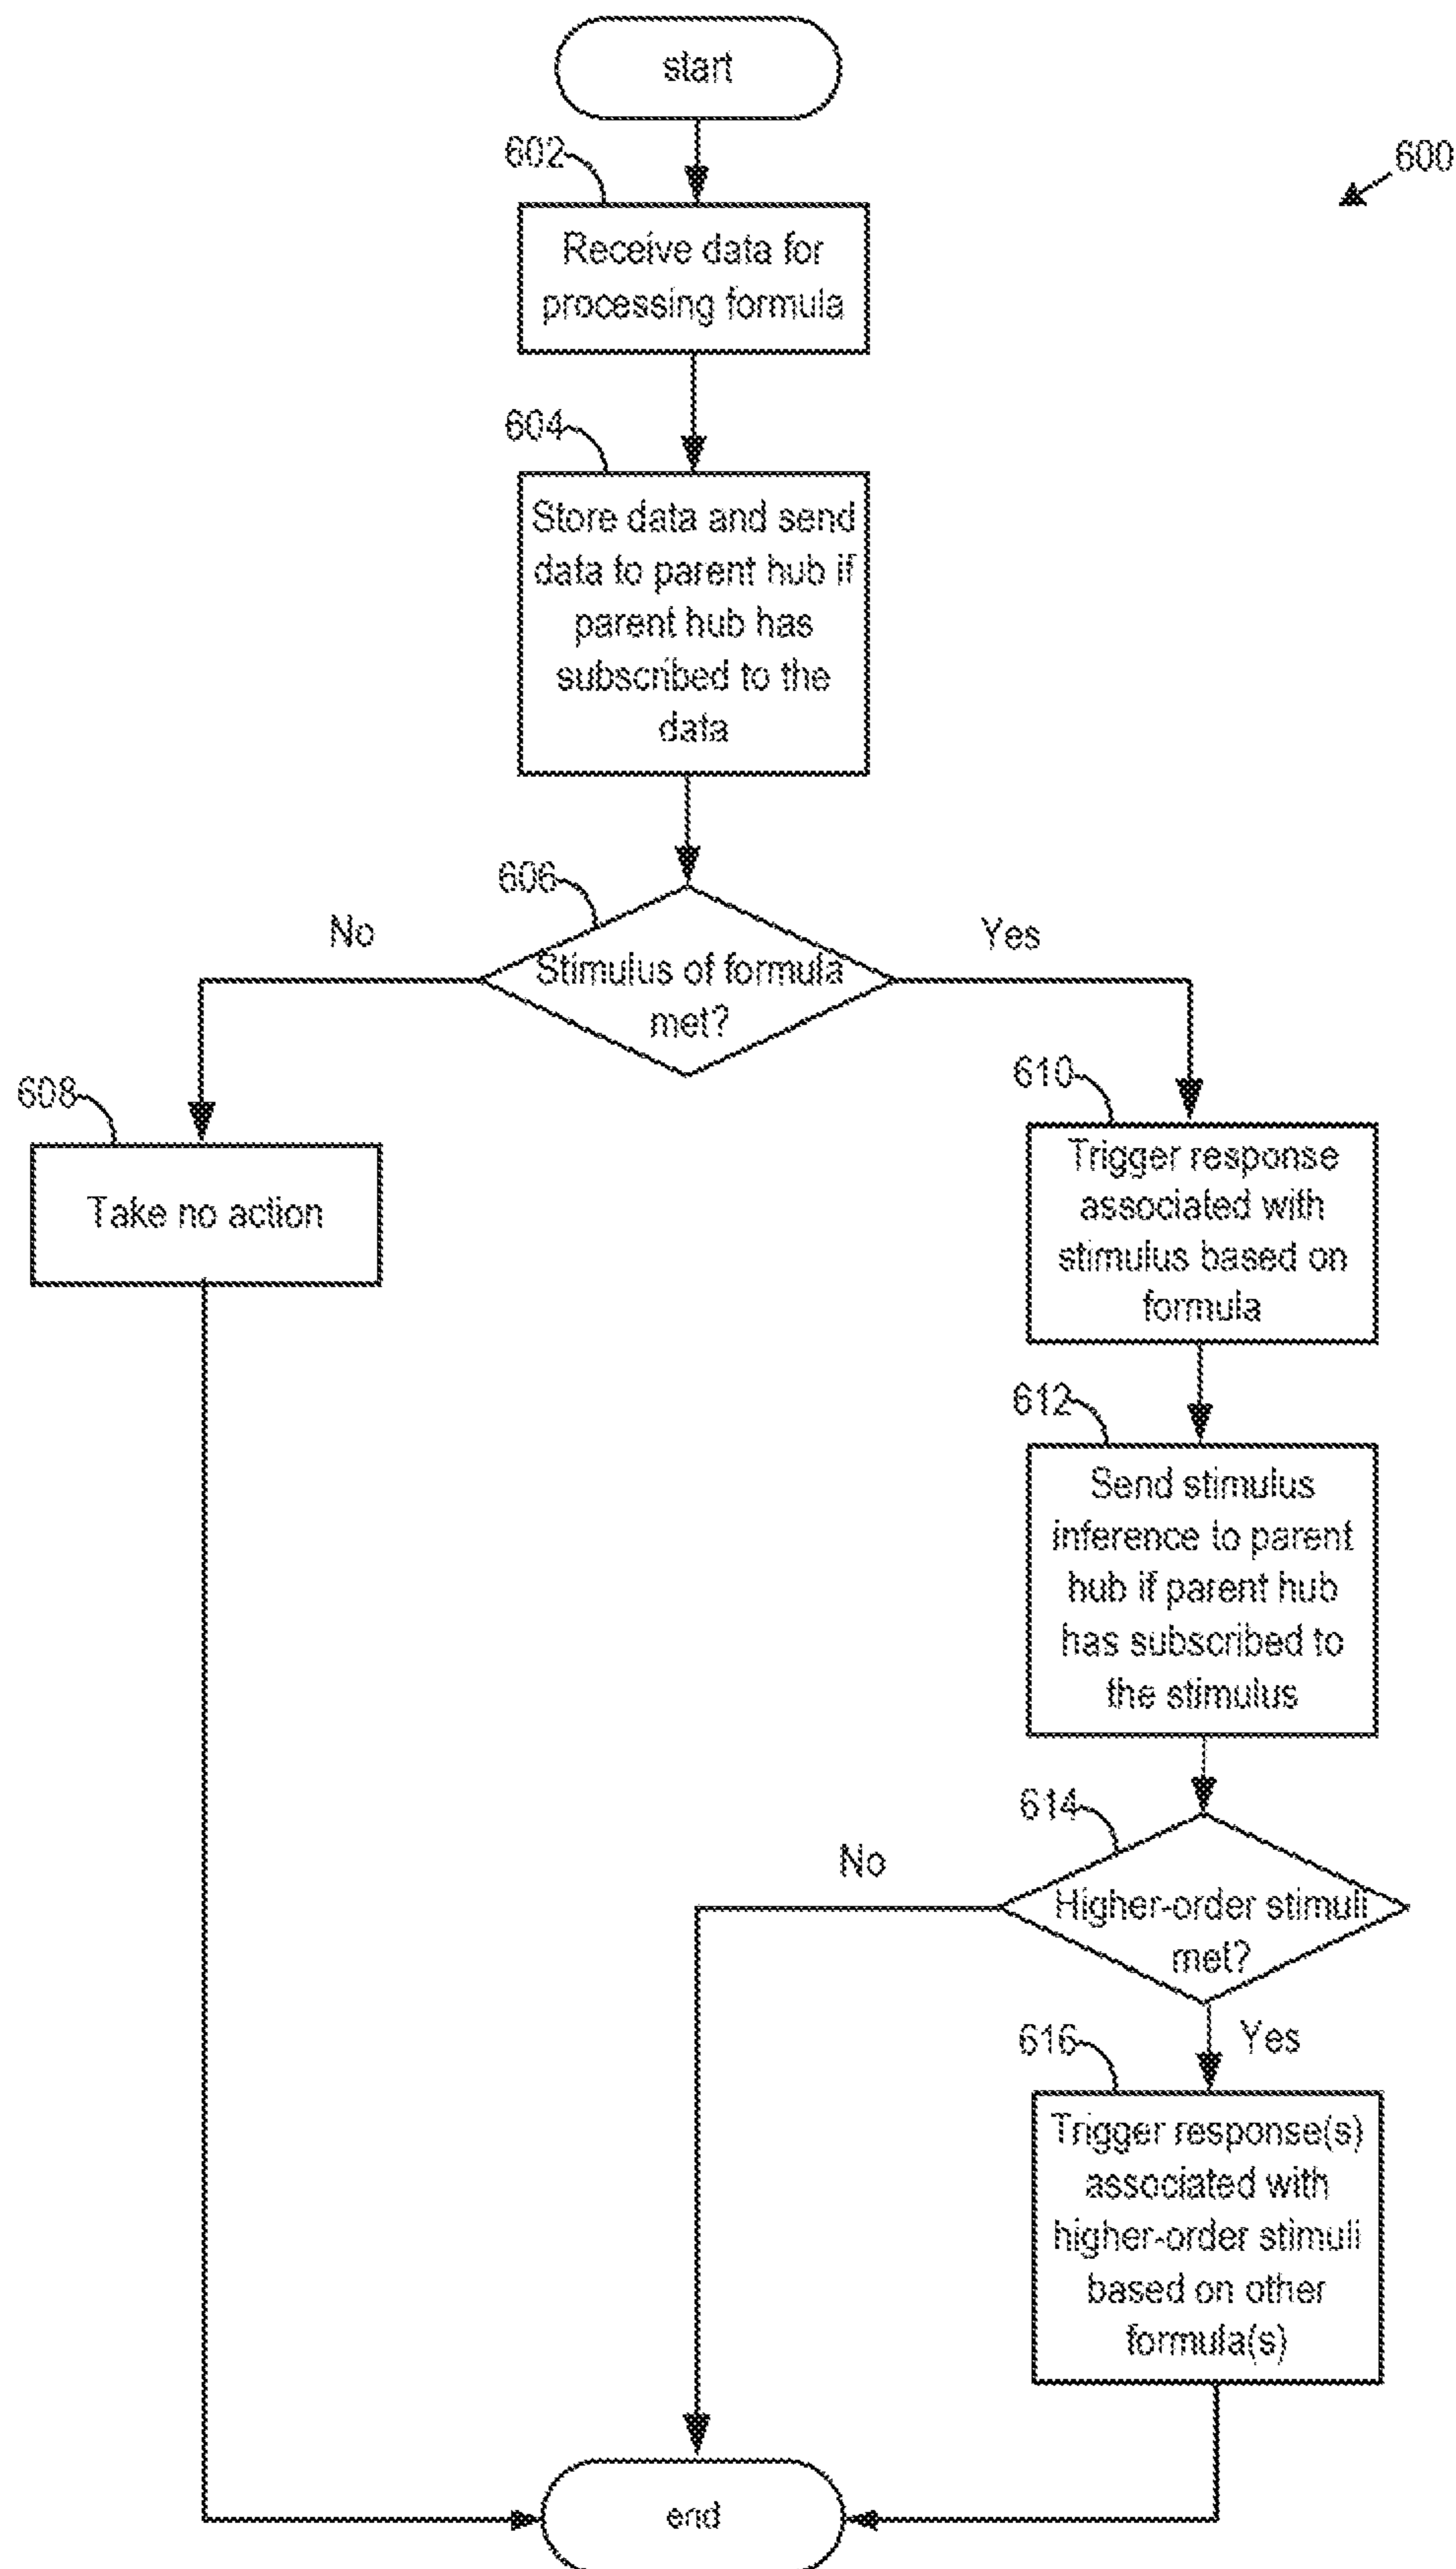 start
600
602
Receive data for
processing formula
604
Store data and send
data to parent hub if
parent hub has
subscribed to the
data
606
No
Yes
Stimulus of formula
met?
608
Take no action
610
Trigger response
associated with
stimulus based on
formula
612
Send stimulus
inference to parent
hub if parent hub
has subscribed to
the stimulus
614
No
Higher-order stimuli
met?
616
Yes
Trigger response(s)
associated with
higher-order stimuli
based on other
formula(s)
end